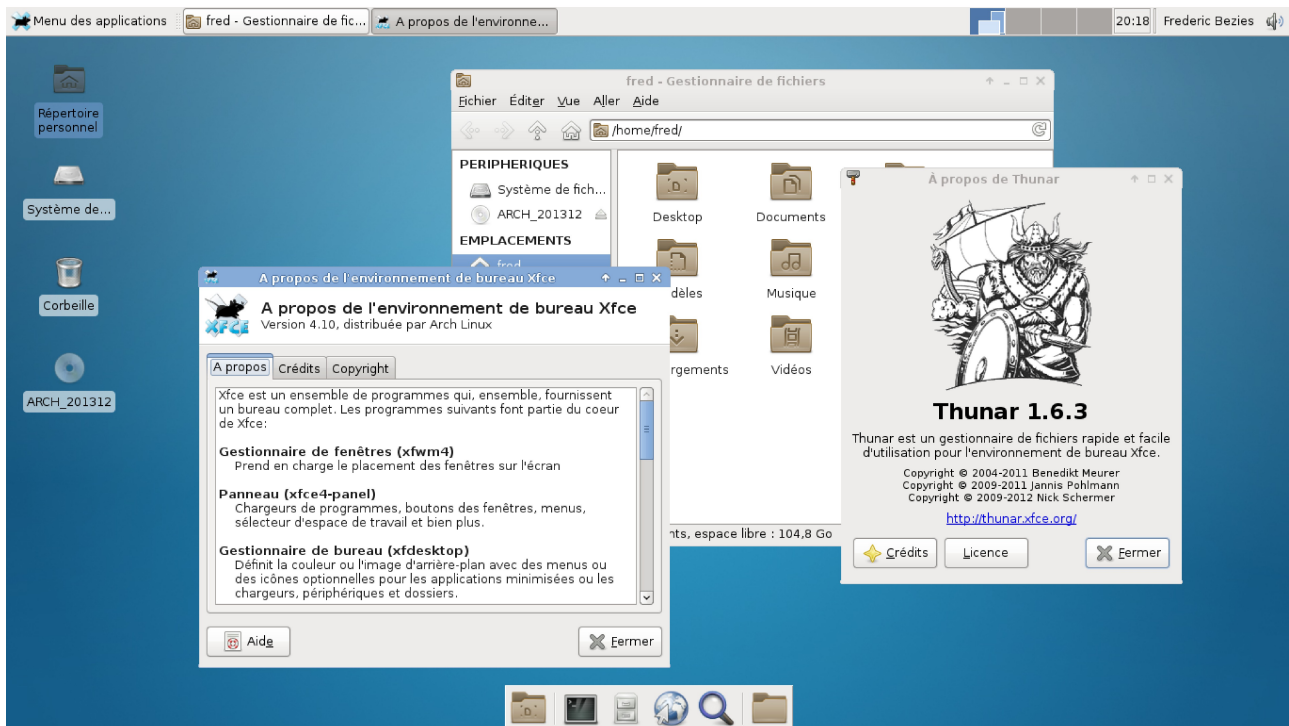 Menu des applications
fred - Gestionnaire de fic...
A propos de l'environne...
20:18
Frederic Bezies
Répertoire
personnel
Système de...
Corbeille
ARCH_201312
fred - Gestionnaire de fichiers
Fichier Éditer Vue Aller Aide
/home/fred/
PERIPHERIQUES
Système de fich...
ARCH_201312
EMPLACEMENTS
fred
Desktop
Documents
dèles
Musique
rgements
Vidéos
nts, espace libre : 104,8 Go
A propos de l'environnement de bureau Xfce
XFCE
A propos de l'environnement de bureau Xfce
Version 4.10, distribuée par Arch Linux
A propos
Crédits
Copyright
Xfce est un ensemble de programmes qui, ensemble, fournissent
un bureau complet. Les programmes suivants font partie du coeur
de Xfce:
Gestionnaire de fenêtres (xfwm4)
Prend en charge le placement des fenêtres sur l'écran
Panneau (xfce4-panel)
Chargeurs de programmes, boutons des fenêtres, menus,
sélecteur d'espace de travail et bien plus.
Gestionnaire de bureau (xfdesktop)
Définit la couleur ou l'image d'arrière-plan avec des menus ou
des icônes optionnelles pour les applications minimisées ou les
chargeurs, périphériques et dossiers.
Aide
Fermer
À propos de Thunar
Thunar 1.6.3
Thunar est un gestionnaire de fichiers rapide et facile
d'utilisation pour l'environnement de bureau Xfce.
Copyright © 2004-2011 Benedikt Meurer
Copyright © 2009-2011 Jannis Pohlmann
Copyright © 2009-2012 Nick Schermer
http://thunar.xfce.org/
Crédits
Licence
Fermer